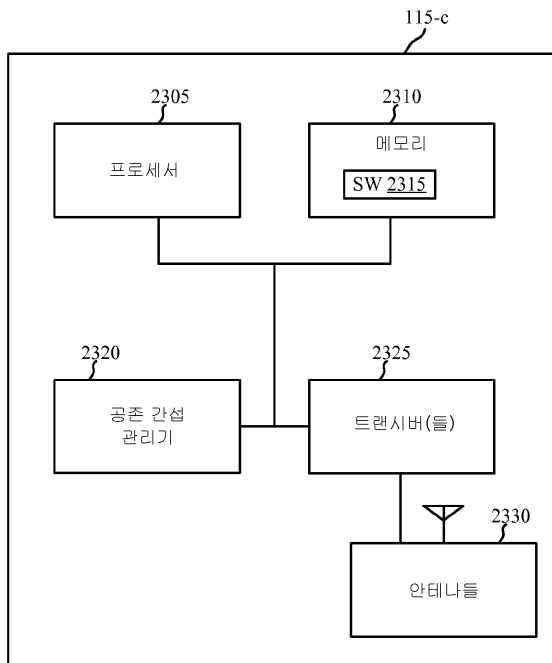 115-c
2305
프로세서
2310
메모리
SW 2315
2320
공존 간섭
관리기
2325
트랜시버(들)
2330
안테나들